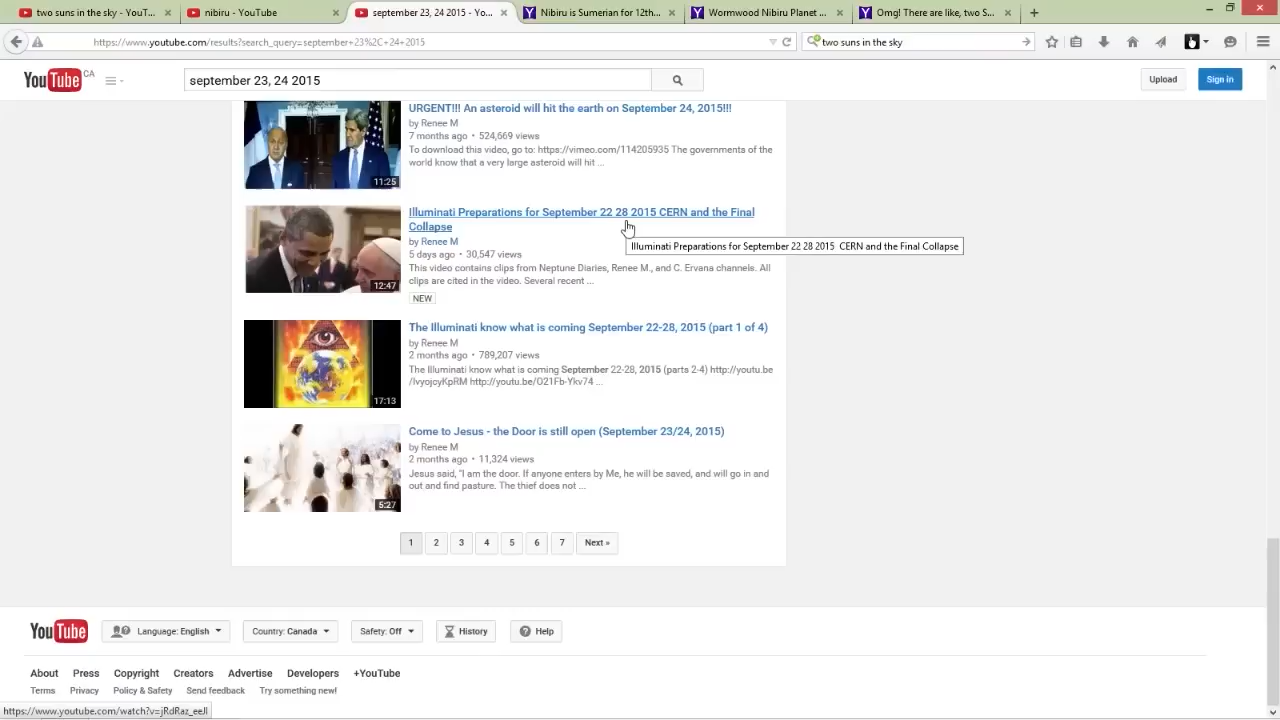 two suns in the sky - YouT...
nibiru - YouTube
september 23, 24 2015 - Yo...
Nibiru is Sumerian for 12th...
Wormwood Nibiru Planet ...
Omg! There are like, two S...
https://www.youtube.com/results?search_query=september+23%2C+24+2015
two suns in the sky
YouTube CA
september 23, 24 2015
Upload
Sign in
URGENT!!! An asteroid will hit the earth on September 24, 2015!!!
by Renee M
7 months ago • 524,669 views
To download this video, go to: https://vimeo.com/114205935 The governments of the
world know that a very large asteroid will hit ...
11:25
Illuminati Preparations for September 22 28 2015 CERN and the Final
Collapse
Illuminati Preparations for September 22 28 2015 CERN and the Final Collapse
by Renee M
5 days ago • 30,547 views
This video contains clips from Neptune Diaries, Renee M., and C. Ervana channels. All
clips are cited in the video. Several recent ...
12:47
NEW
The Illuminati know what is coming September 22-28, 2015 (part 1 of 4)
by Renee M
2 months ago • 789,207 views
The Illuminati know what is coming September 22-28, 2015 (parts 2-4) http://youtu.be
/IvyojcyKpRM http://youtu.be/O21Fb-Ykv74 ...
17:13
Come to Jesus - the Door is still open (September 23/24, 2015)
by Renee M
2 months ago • 11,324 views
Jesus said, "I am the door. If anyone enters by Me, he will be saved, and will go in and
out and find pasture. The thief does not ...
5:27
1 2 3 4 5 6 7 Next »
YouTube
Language: English
Country: Canada
Safety: Off
History
Help
About Press Copyright Creators Advertise Developers +YouTube
Terms Privacy Policy & Safety Send feedback Try something new!
https://www.youtube.com/watch?v=jRdRaz_eeJI